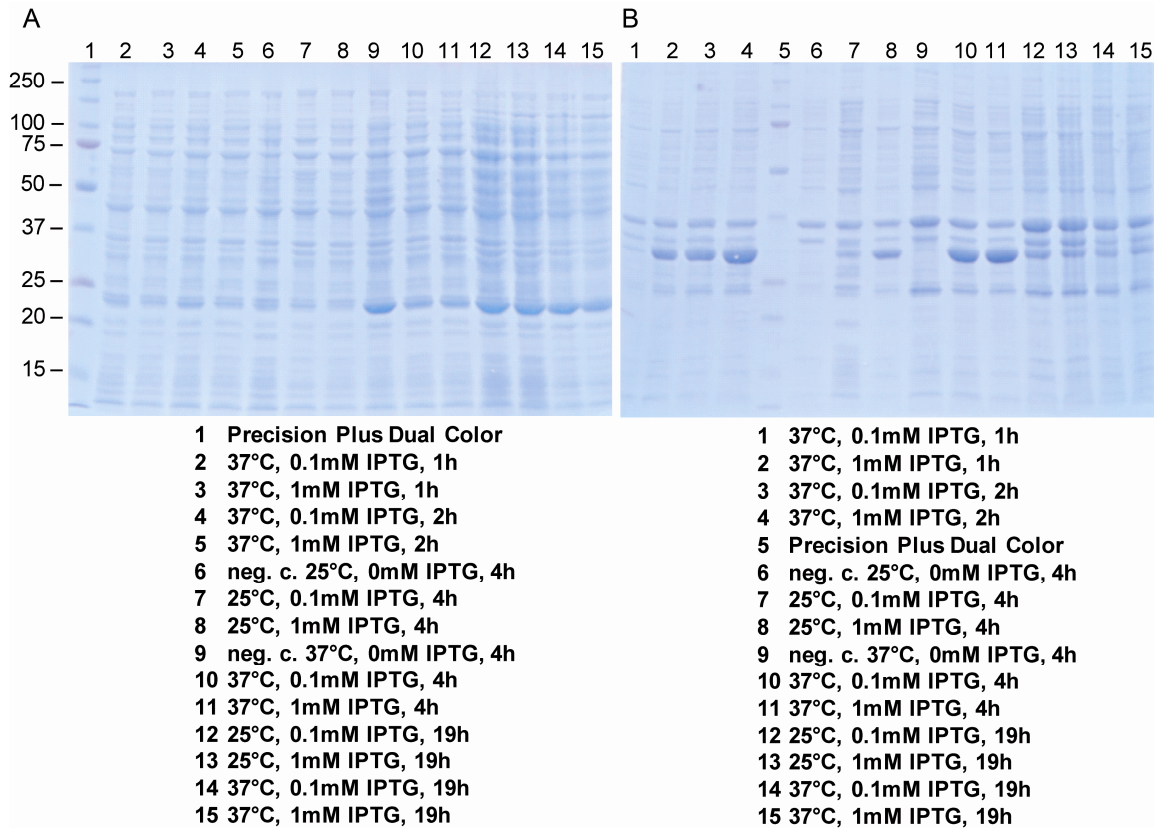 A
1 2 3 4 5 6 7 8 9 10 11 12 13 14 15
250 –
100 –
75 –
50 –
37 –
25 –
20 –
15 –
1 Precision Plus Dual Color
2 37°C, 0.1mM IPTG, 1h
3 37°C, 1mM IPTG, 1h
4 37°C, 0.1mM IPTG, 2h
5 37°C, 1mM IPTG, 2h
6 neg. c. 25°C, 0mM IPTG, 4h
7 25°C, 0.1mM IPTG, 4h
8 25°C, 1mM IPTG, 4h
9 neg. c. 37°C, 0mM IPTG, 4h
10 37°C, 0.1mM IPTG, 4h
11 37°C, 1mM IPTG, 4h
12 25°C, 0.1mM IPTG, 19h
13 25°C, 1mM IPTG, 19h
14 37°C, 0.1mM IPTG, 19h
15 37°C, 1mM IPTG, 19h
B
1 2 3 4 5 6 7 8 9 10 11 12 13 14 15
1 37°C, 0.1mM IPTG, 1h
2 37°C, 1mM IPTG, 1h
3 37°C, 0.1mM IPTG, 2h
4 37°C, 1mM IPTG, 2h
5 Precision Plus Dual Color
6 neg. c. 25°C, 0mM IPTG, 4h
7 25°C, 0.1mM IPTG, 4h
8 25°C, 1mM IPTG, 4h
9 neg. c. 37°C, 0mM IPTG, 4h
10 37°C, 0.1mM IPTG, 4h
11 37°C, 1mM IPTG, 4h
12 25°C, 0.1mM IPTG, 19h
13 25°C, 1mM IPTG, 19h
14 37°C, 0.1mM IPTG, 19h
15 37°C, 1mM IPTG, 19h